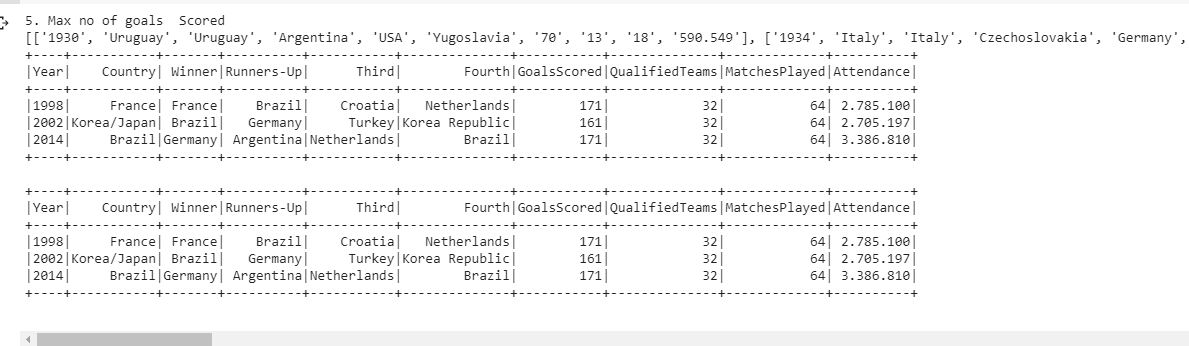 5. Max no of goals  Scored
[['1930', 'Uruguay', 'Uruguay', 'Argentina', 'USA', 'Yugoslavia', '70', '13', '18', '590.549'], ['1934', 'Italy', 'Italy', 'Czechoslovakia', 'Germany',
+----+-----------+-------+----------+-----------+--------------+-----------+--------------+-------------+----------+
|Year|    Country| Winner|Runners-Up|      Third|        Fourth|GoalsScored|QualifiedTeams|MatchesPlayed|Attendance|
+----+-----------+-------+----------+-----------+--------------+-----------+--------------+-------------+----------+
|1998|     France| France|    Brazil|    Croatia|   Netherlands|        171|            32|           64| 2.785.100|
|2002|Korea/Japan| Brazil|   Germany|     Turkey|Korea Republic|        161|            32|           64| 2.705.197|
|2014|     Brazil|Germany| Argentina|Netherlands|        Brazil|        171|            32|           64| 3.386.810|
+----+-----------+-------+----------+-----------+--------------+-----------+--------------+-------------+----------+
+----+-----------+-------+----------+-----------+--------------+-----------+--------------+-------------+----------+
|Year|    Country| Winner|Runners-Up|      Third|        Fourth|GoalsScored|QualifiedTeams|MatchesPlayed|Attendance|
+----+-----------+-------+----------+-----------+--------------+-----------+--------------+-------------+----------+
|1998|     France| France|    Brazil|    Croatia|   Netherlands|        171|            32|           64| 2.785.100|
|2002|Korea/Japan| Brazil|   Germany|     Turkey|Korea Republic|        161|            32|           64| 2.705.197|
|2014|     Brazil|Germany| Argentina|Netherlands|        Brazil|        171|            32|           64| 3.386.810|
+----+-----------+-------+----------+-----------+--------------+-----------+--------------+-------------+----------+